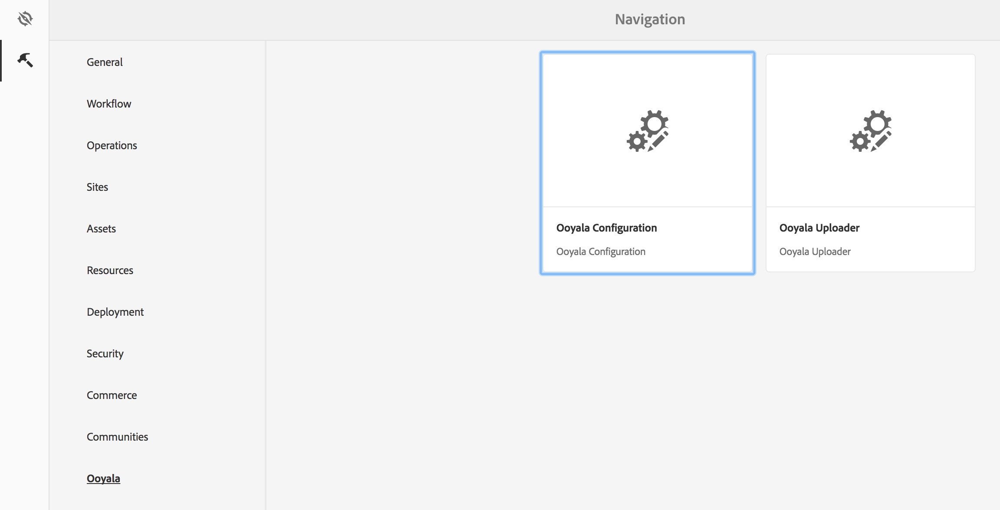 Navigation
General
Workflow
Operations
Sites
Assets
Resources
Deployment
Security
Commerce
Communities
Ooyala
Ooyala Configuration
Ooyala Configuration
Ooyala Uploader
Ooyala Uploader